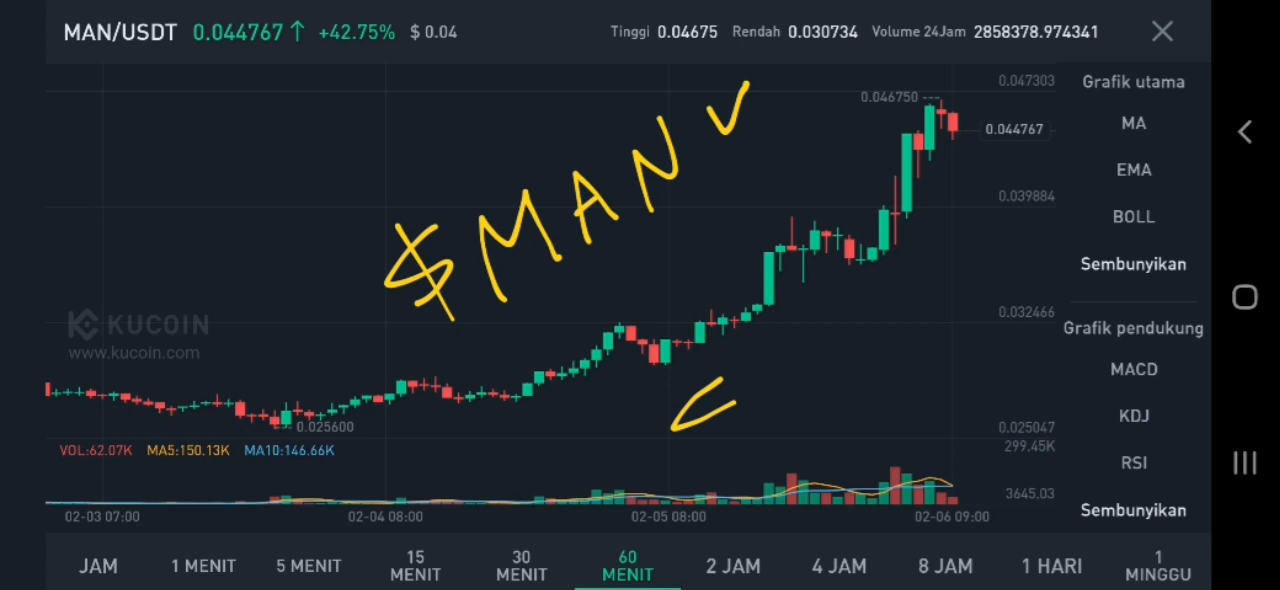 MAN/USDT 0.044767↑ +42.75% $ 0.04 Tinggi 0.04675 Rendah 0.030734 Volume 24Jam 2858378.974341
0.047303
Grafik utama
0.046750
MA
0.044767
EMA
0.039884
BOLL
$MAN
Sembunyikan
0.032466
KUCOIN
Grafik pendukung
www.kucoin.com
MACD
KDJ
0.025600
0.025047
VOL:62.07K MA5:150.13K MA10:146.66K
299.45K
RSI
3645.03
Sembunyikan
02-03 07:00 02-04 08:00 02-05 08:00 02-06 09:00
JAM 1 MENIT 5 MENIT 15 MENIT 30 MENIT 60 MENIT 2 JAM 4 JAM 8 JAM 1 HARI 1 MINGGU